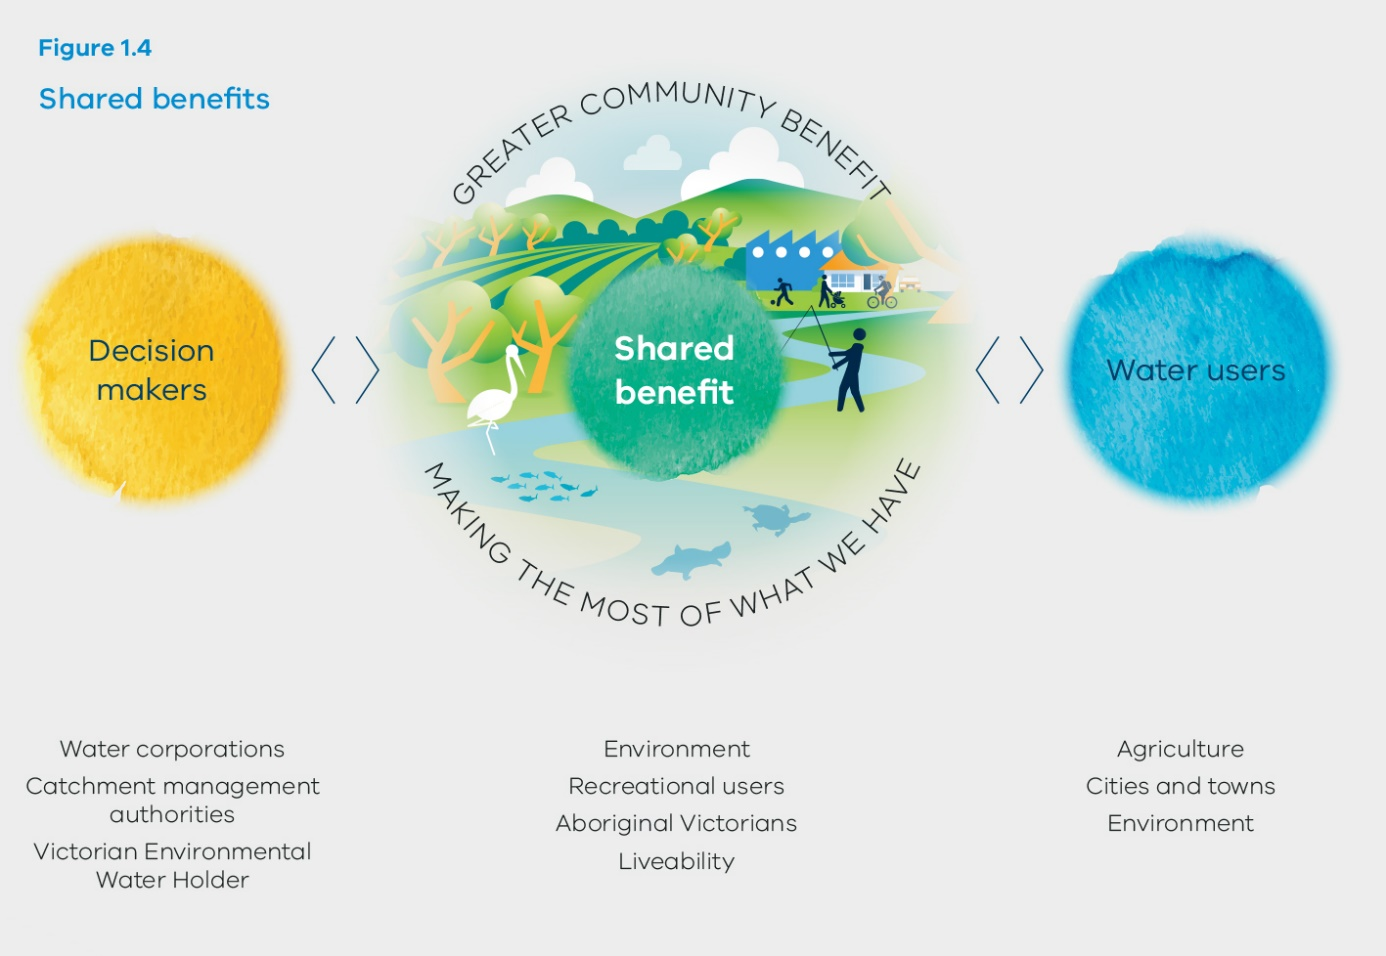 Figure 1.4
Shared benefits
GREATER COMMUNITY BENEFIT
Decision
makers
Shared
benefit
Water users
MAKING THE MOST OF WHAT WE HAVE
Water corporations
Catchment management
authorities
Victorian Environmental
Water Holder
Environment
Recreational users
Aboriginal Victorians
Liveability
Agriculture
Cities and towns
Environment